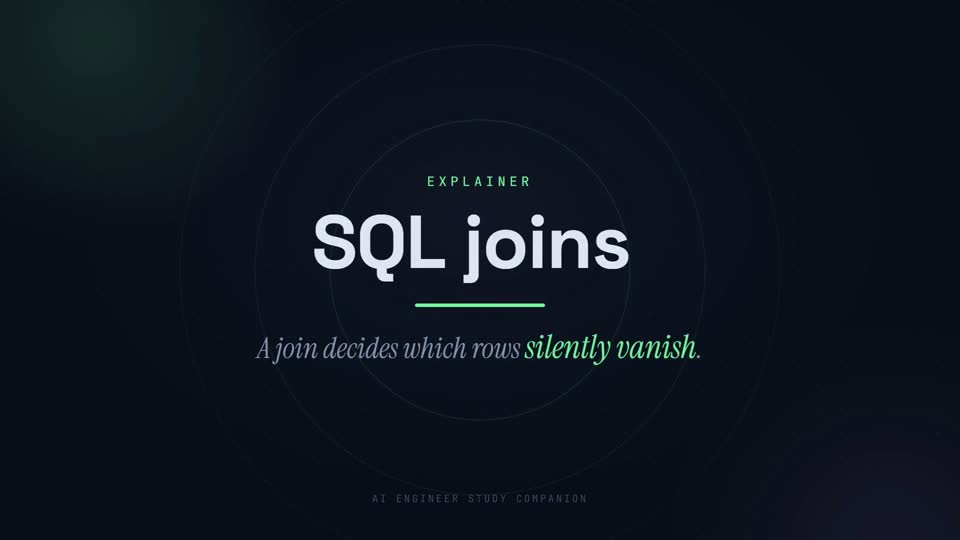 EXPLAINER
SQL joins
A join decides which rows silently vanish.
AI ENGINEER STUDY COMPANION